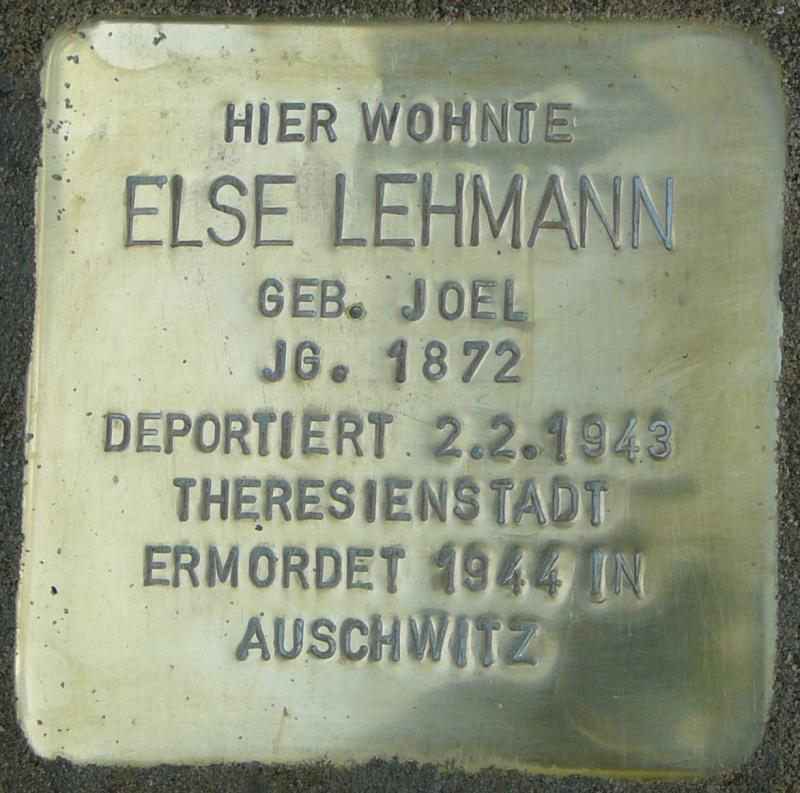 HIER WOHNTE
ELSE LEHMANN
GEB. JOEL
JG. 1872
DEPORTIERT 2.2.1943
THERESIENSTADT
ERMORDET 1944 IN
AUSCHWITZ